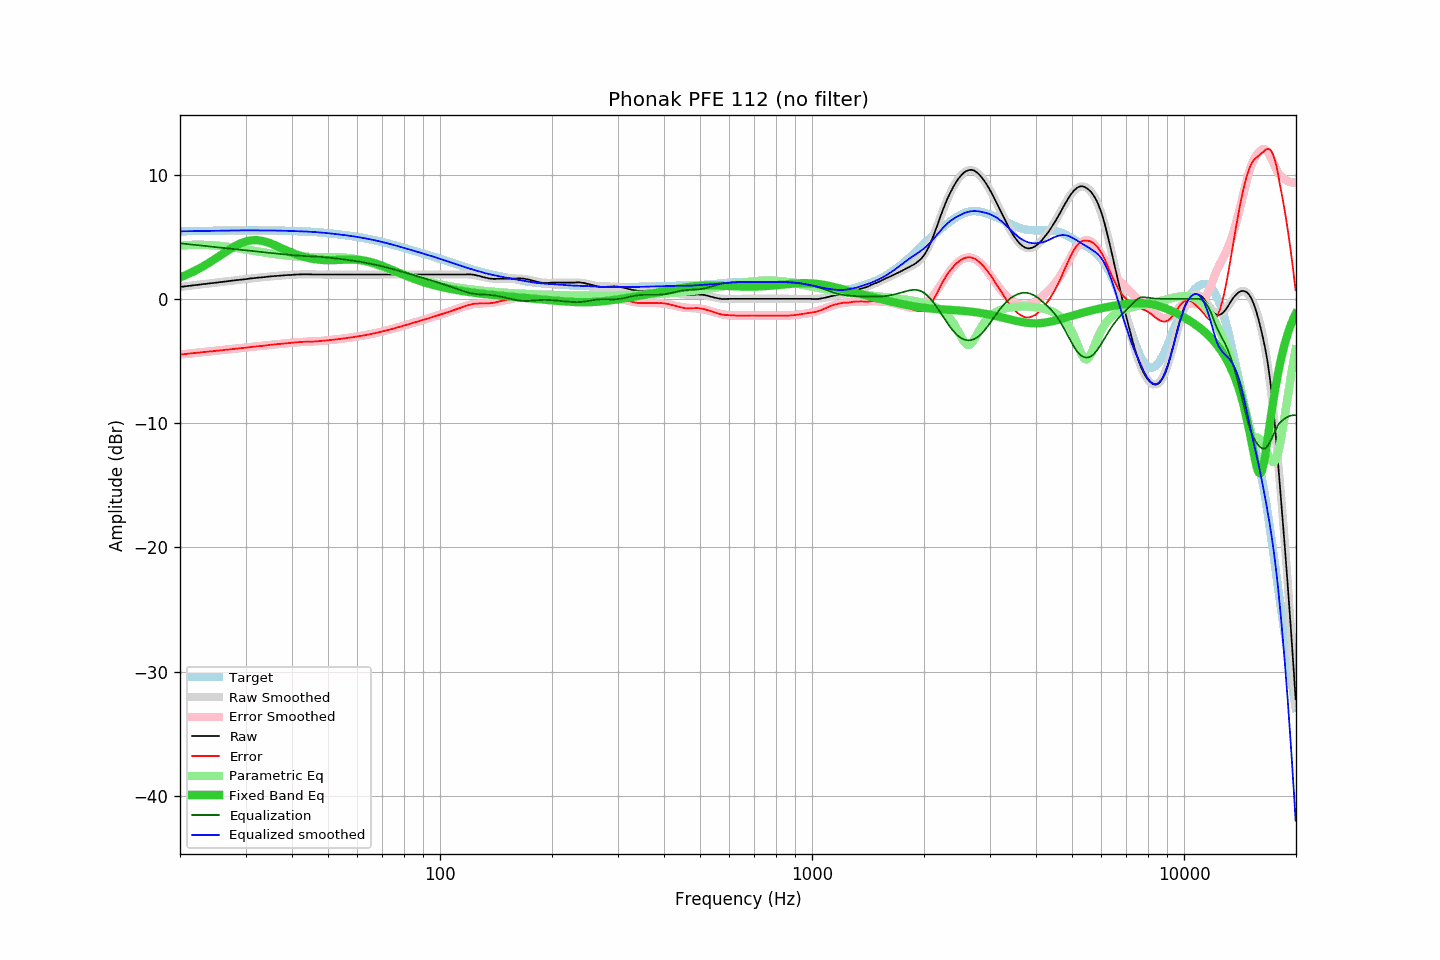 Phonak PFE 112 (no filter)
Amplitude (dBr)
10
0
−10
−20
−30
−40
Target
Raw Smoothed
Error Smoothed
Raw
Error
Parametric Eq
Fixed Band Eq
Equalization
Equalized smoothed
100
1000
10000
Frequency (Hz)